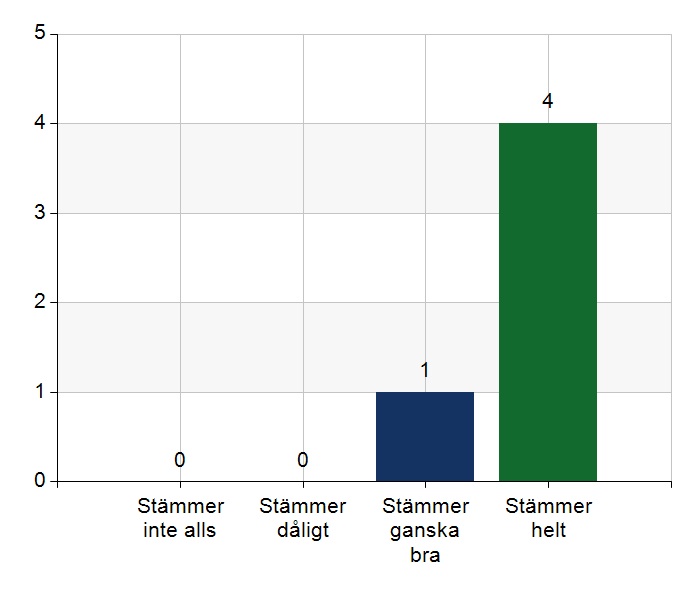 5
4
4
3
2
1
1
0
0
0
Stämmer
inte alls
Stämmer
dåligt
Stämmer
ganska
bra
Stämmer
helt